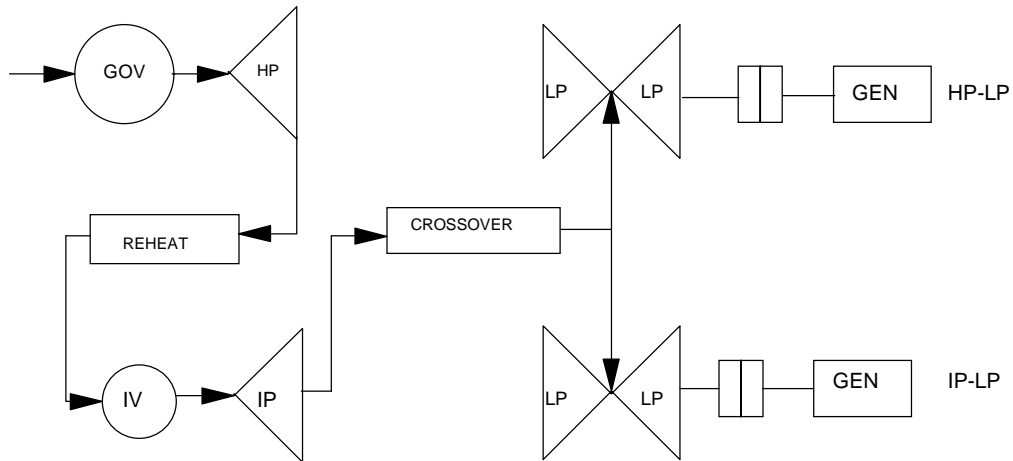 GOV
HP
LP
LP
GEN
HP-LP
REHEAT
CROSSOVER
IV
IP
LP
LP
GEN
IP-LP